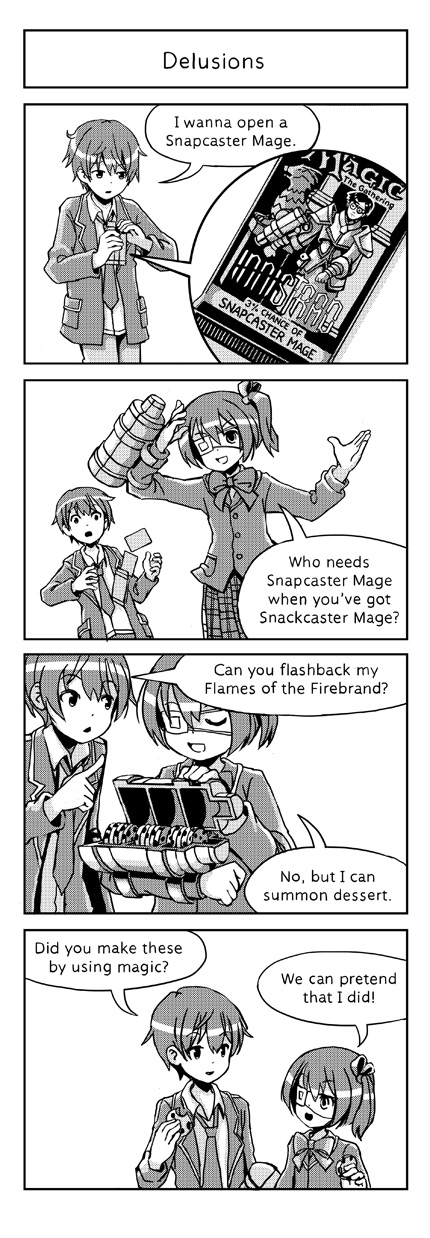 Delusions
I wanna open a
Snapcaster Mage.
MAGIC
The Gathering
INNISTRAD
3% CHANCE OF
SNAPCASTER MAGE
Who needs
Snapcaster Mage
when you've got
Snackcaster Mage?
Can you flashback my
Flames of the Firebrand?
No, but I can
summon dessert.
Did you make these
by using magic?
We can pretend
that I did!